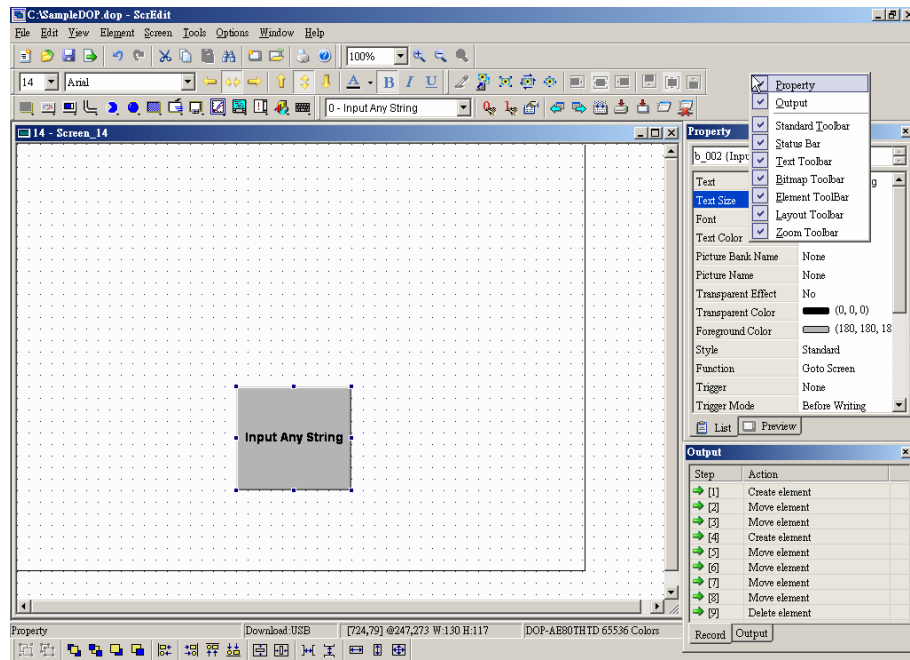 C:\SampleDOP.dop - ScrEdit
File Edit View Element Screen Tools Options Window Help
100%
14 Arial A B I U
0 - Input Any String
Property
Output
Standard Toolbar
Status Bar
Text Toolbar
Bitmap Toolbar
Element ToolBar
Layout Toolbar
Zoom Toolbar
14 - Screen_14
Input Any String
Property
b_002 {Inpu
Text g
Text Size
Font
Text Color
Picture Bank Name None
Picture Name None
Transparent Effect No
Transparent Color (0, 0, 0)
Foreground Color (180, 180, 18
Style Standard
Function Goto Screen
Trigger None
Trigger Mode Before Writing
List Preview
Output
Step Action
[1] Create element
[2] Move element
[3] Move element
[4] Create element
[5] Move element
[6] Move element
[7] Move element
[8] Move element
[9] Delete element
Record Output
Property Download:USB [724,79] @247,273 W:130 H:117 DOP-AE80THTD 65536 Colors